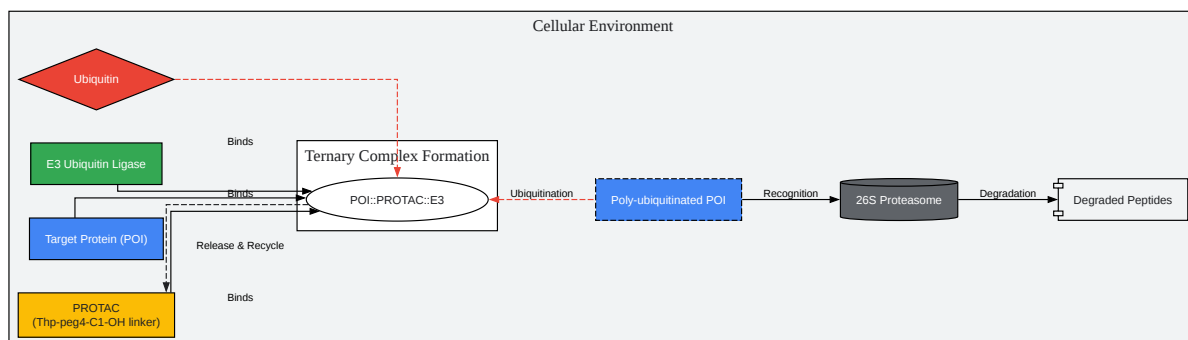 Cellular Environment
Ubiquitin
Binds
E3 Ubiquitin Ligase
Ternary Complex Formation
Binds
POI::PROTAC::E3
Ubiquitination
Poly-ubiquitinated POI
Recognition
26S Proteasome
Degradation
Degraded Peptides
Target Protein (POI)
Release & Recycle
Binds
PROTAC
(Thp-peg4-C1-OH linker)